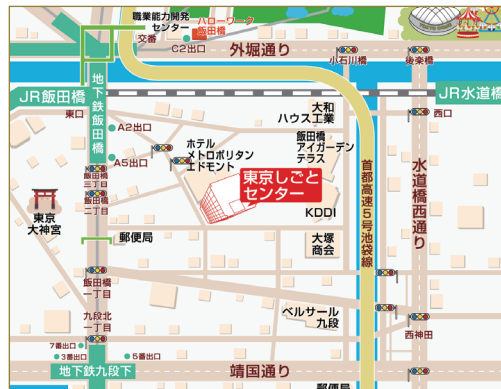 職業能力開発
センター
ハローワーク
飯田橋
交番
C2出口
外堀通り
小石川橋
後楽橋
JR飯田橋
地下鉄飯田橋
JR水道橋
東口
西口
A2出口
大和
ハウス工業
ホテル
メトロポリタン
エドモント
飯田橋
アイガーデン
テラス
A5出口
飯田橋
三丁目
東京しごと
センター
首都高速5号池袋線
水道橋西通り
飯田橋
二丁目
東京
大神宮
KDDI
郵便局
大塚
商会
飯田橋
一丁目
ベルサール
九段
九段北
一丁目
西神田
7番出口
3番出口
5番出口
地下鉄九段下
靖国通り
郵便局